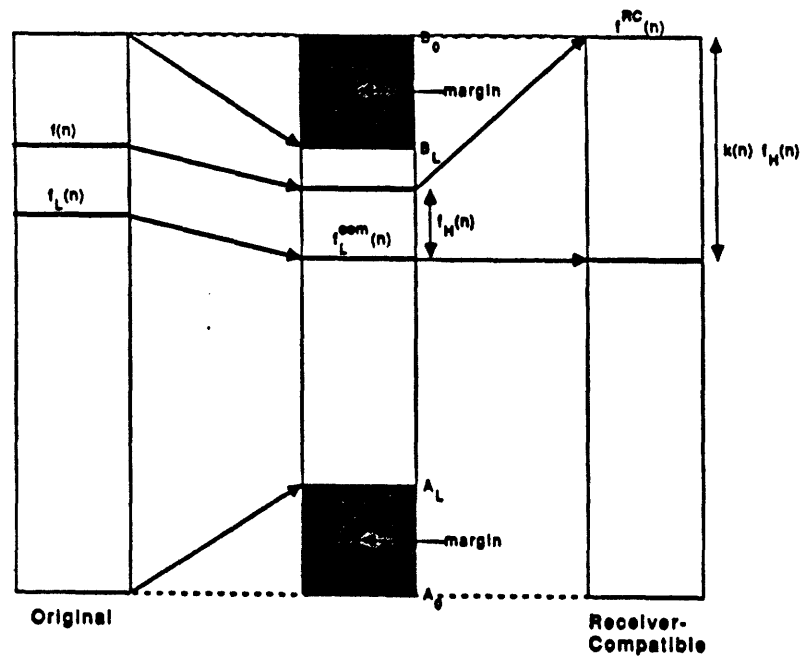 f^RC(n)
B_0
margin
f(n)
B_L
k(n) f_H(n)
f_L(n)
f_H(n)
f_L^com(n)
A_L
margin
A_0
Original
Receiver-
Compatible